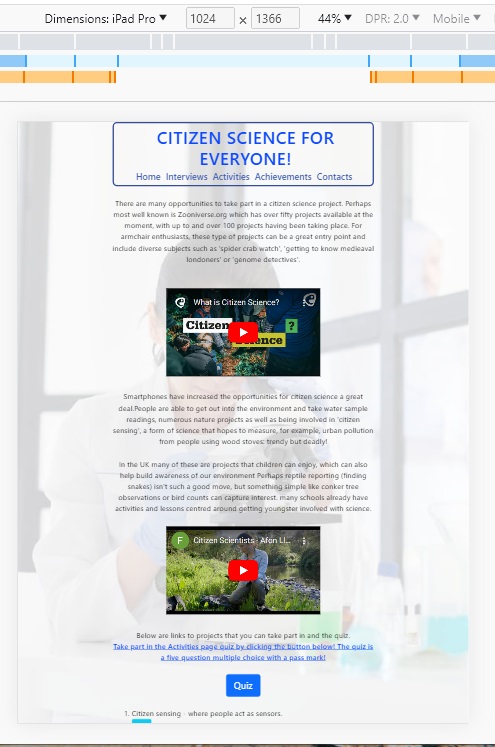 Dimensions: iPad Pro ▼ 1024 × 1366 44% ▼ DPR: 2.0 ▼ Mobile ▼
CITIZEN SCIENCE FOR
EVERYONE!
Home Interviews Activities Achievements Contacts
There are many opportunities to take part in a citizen science project. Perhaps
most well known is Zooniverse.org which has over fifty projects available at the
moment, with up to and over 100 projects having been taking place. For
armchair enthusiasts, these type of projects can be a great entry point and
include diverse subjects such as 'spider crab watch', 'getting to know medieaval
londoners' or 'genome detectives'.
What is Citizen Science?
Citizen ?
Science
Smartphones have increased the opportunities for citizen science a great
deal.People are able to get out into the environment and take water sample
readings, numerous nature projects as well as being involved in 'citizen
sensing', a form of science that hopes to measure, for example, urban pollution
from people using wood stoves: trendy but deadly!
In the UK many of these are projects that children can enjoy, which can also
help build awareness of our environment Perhaps reptile reporting (finding
snakes) isn't such a good move, but something simple like conker tree
observations or bird counts can capture interest. many schools already have
activities and lessons centred around getting youngster involved with science.
F Citizen Scientists - Afon Ll...
Below are links to projects that you can take part in and the quiz.
Take part in the Activities page quiz by clicking the button below! The quiz is
a five question multiple choice with a pass mark!
Quiz
1. Citizen sensing - where people act as sensors.